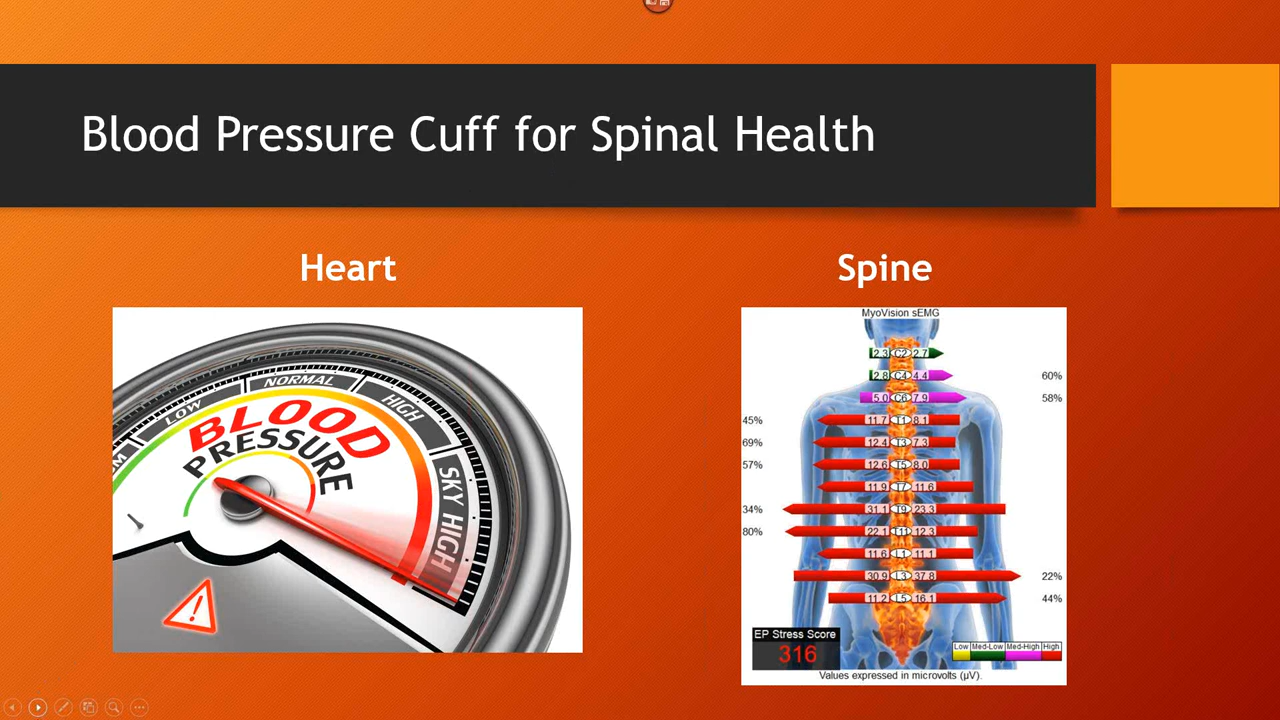 Blood Pressure Cuff for Spinal Health
Heart
LOW
NORMAL
HIGH
SKY HIGH
BLOOD
PRESSURE
!
Spine
MyoVision sEMG
2.3 C2 2.7
2.8 C4 4.4 60%
5.0 C6 7.9 58%
45% 11.7 T1 8.1
69% 12.4 T3 7.3
57% 12.6 T5 8.0
11.9 T7 11.6
34% 31.1 T9 23.3
80% 22.1 T11 12.3
11.6 L1 11.1
30.9 L3 37.8 22%
11.2 L5 16.1 44%
EP Stress Score
316
Low Med-Low Med-High High
Values expressed in microvolts (µV).